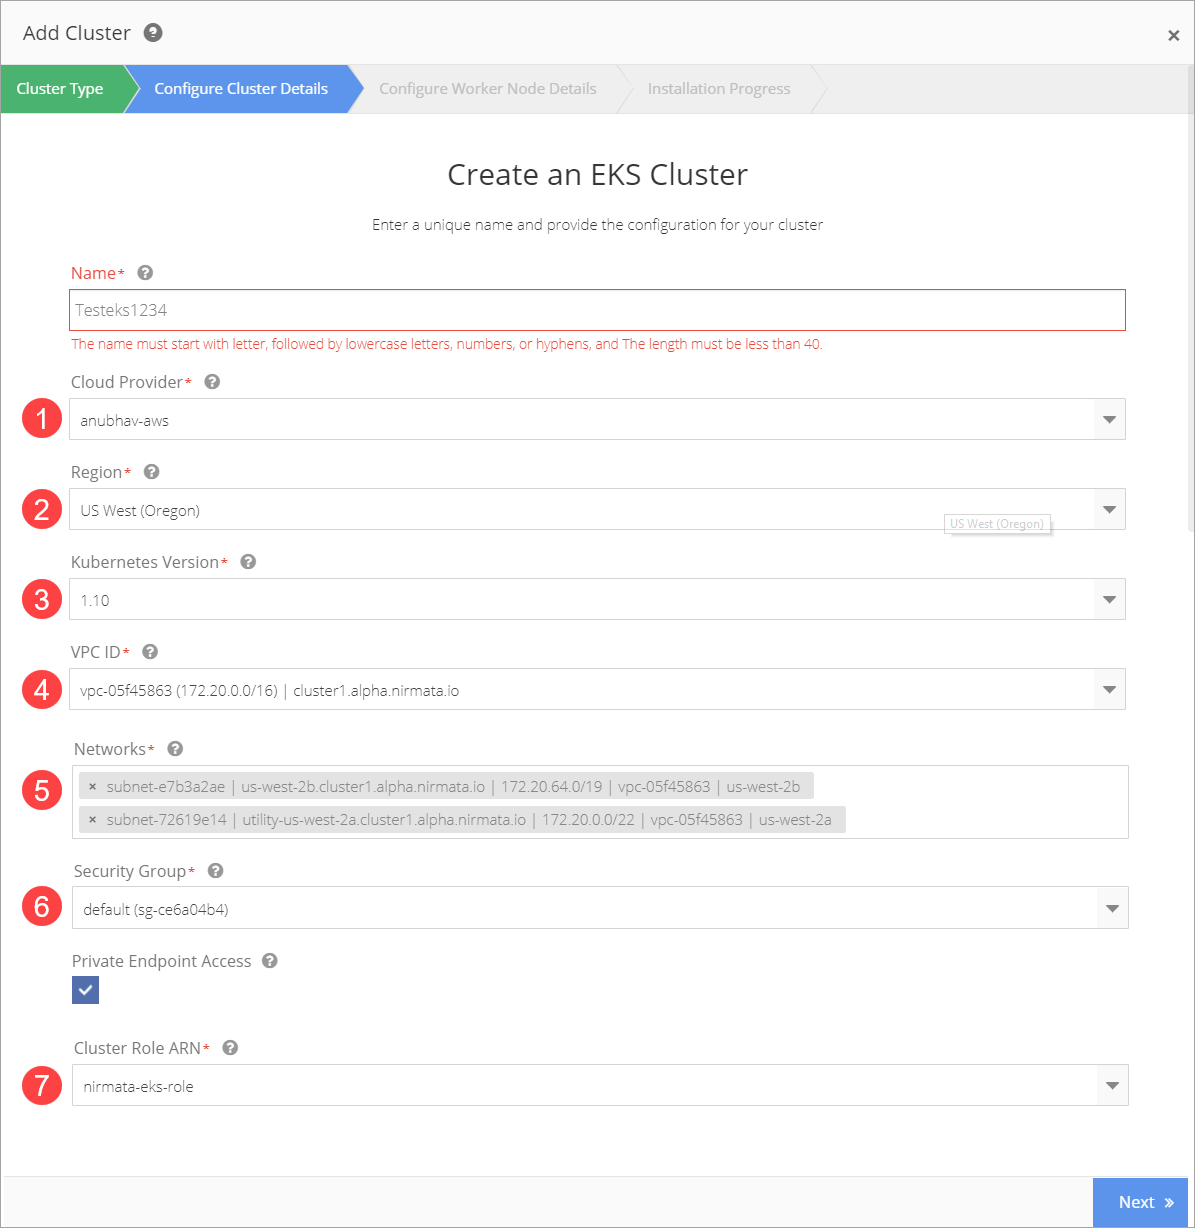 Add Cluster ?
×
Cluster Type
Configure Cluster Details
Configure Worker Node Details
Installation Progress
Create an EKS Cluster
Enter a unique name and provide the configuration for your cluster
Name* ?
Testeks1234
The name must start with letter, followed by lowercase letters, numbers, or hyphens, and The length must be less than 40.
Cloud Provider* ?
1
anubhav-aws
Region* ?
2
US West (Oregon)
US West (Oregon)
Kubernetes Version* ?
3
1.10
VPC ID* ?
4
vpc-05f45863 (172.20.0.0/16) | cluster1.alpha.nirmata.io
Networks* ?
5
× subnet-e7b3a2ae | us-west-2b.cluster1.alpha.nirmata.io | 172.20.64.0/19 | vpc-05f45863 | us-west-2b
× subnet-72619e14 | utility-us-west-2a.cluster1.alpha.nirmata.io | 172.20.0.0/22 | vpc-05f45863 | us-west-2a
Security Group* ?
6
default (sg-ce6a04b4)
Private Endpoint Access ?
Cluster Role ARN* ?
7
nirmata-eks-role
Next »